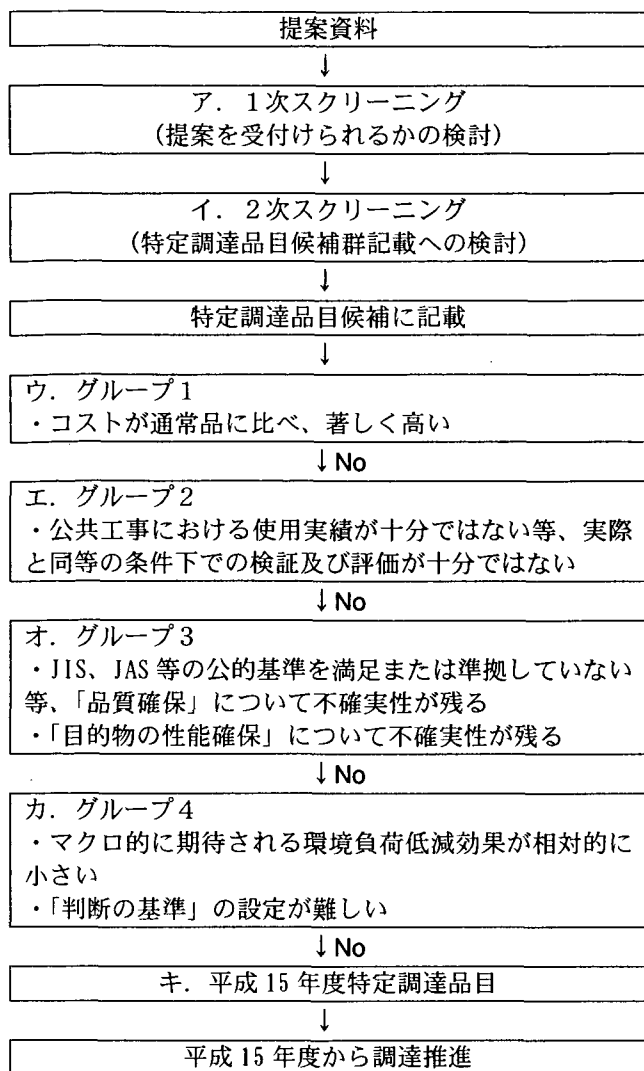 提案資料
↓
ア．1次スクリーニング
(提案を受付けられるかの検討)
↓
イ．2次スクリーニング
(特定調達品目候補群記載への検討)
↓
特定調達品目候補に記載
↓
ウ．グループ1
・コストが通常品に比べ、著しく高い
↓No
エ．グループ2
・公共工事における使用実績が十分ではない等、実際
と同等の条件下での検証及び評価が十分ではない
↓No
オ．グループ3
・JIS、JAS等の公的基準を満足または準拠していない
等、「品質確保」について不確実性が残る
・「目的物の性能確保」について不確実性が残る
↓No
カ．グループ4
・マクロ的に期待される環境負荷低減効果が相対的に
小さい
・「判断の基準」の設定が難しい
↓No
キ．平成15年度特定調達品目
↓
平成15年度から調達推進